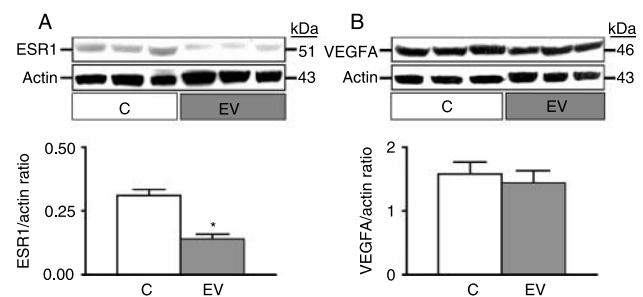 A
kDa
ESR1
51
Actin
43
C EV
B
kDa
VEGFA
46
Actin
43
C EV
ESR1/actin ratio
0.50
0.25
0.00
*
C EV
VEGFA/actin ratio
2
1
0
C EV